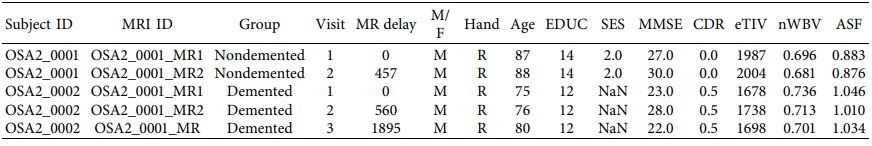 Subject ID MRI ID Group Visit MR delay M/F Hand Age EDUC SES MMSE CDR eTIV nWBV ASF
OSA2_0001 OSA2_0001_MR1 Nondemented 1 0 M R 87 14 2.0 27.0 0.0 1987 0.696 0.883
OSA2_0001 OSA2_0001_MR2 Nondemented 2 457 M R 88 14 2.0 30.0 0.0 2004 0.681 0.876
OSA2_0002 OSA2_0001_MR1 Demented 1 0 M R 75 12 NaN 23.0 0.5 1678 0.736 1.046
OSA2_0002 OSA2_0001_MR2 Demented 2 560 M R 76 12 NaN 28.0 0.5 1738 0.713 1.010
OSA2_0002 OSA2_0001_MR Demented 3 1895 M R 80 12 NaN 22.0 0.5 1698 0.701 1.034